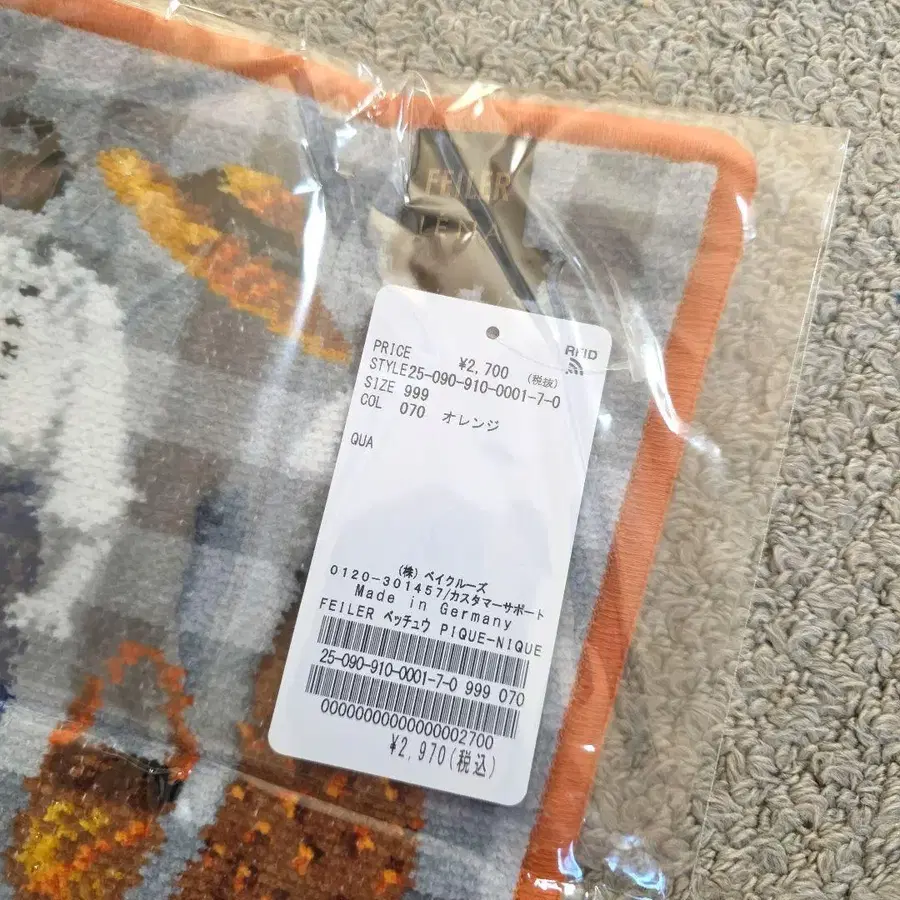 FEILER
RFID
PRICE ¥2,700 (税抜)
STYLE25-090-910-0001-7-0
SIZE 999
COL 070 オレンジ
QUA
(株) ベイクルーズ
0120-301457/カスタマーサポート
Made in Germany
FEILER ベッチュウ PIQUE-NIQUE
25-090-910-0001-7-0 999 070
0000000000000000002700
¥2,970(税込)